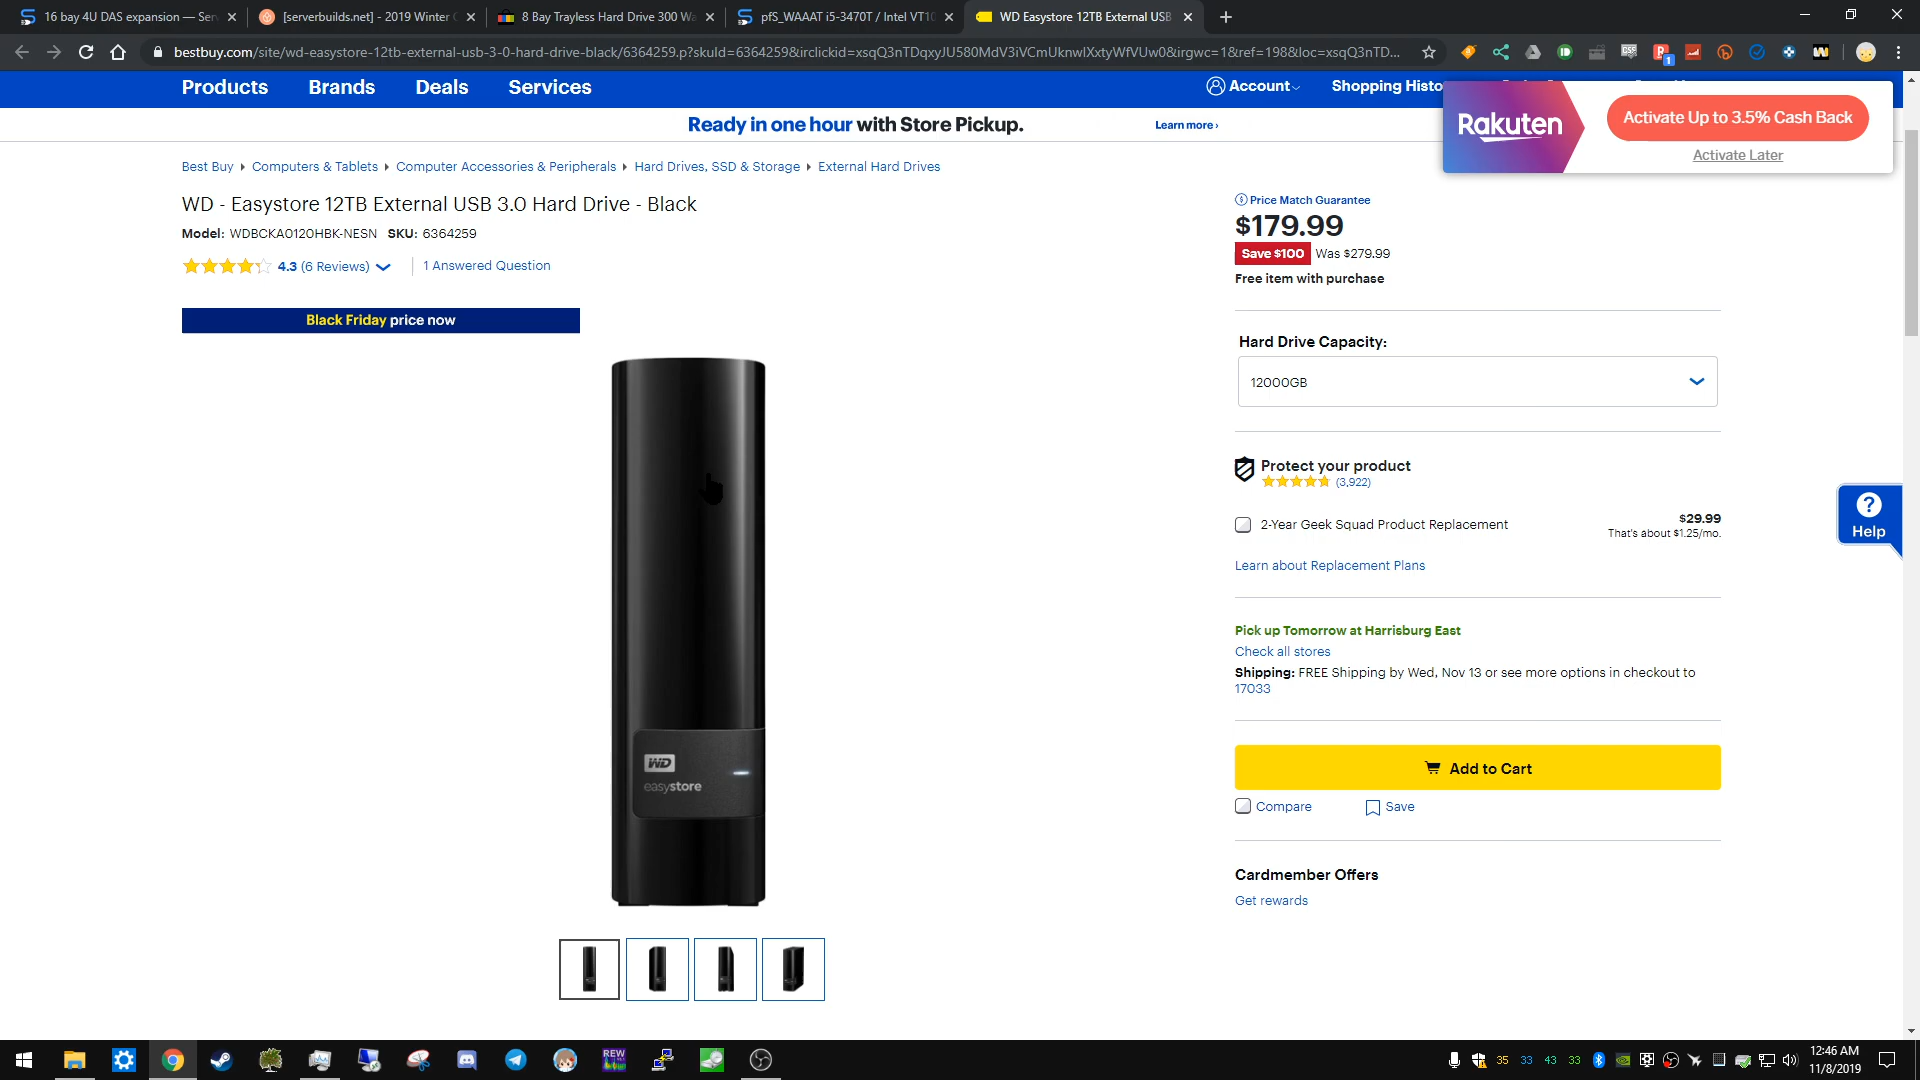 16 bay 4U DAS expansion — Ser
[serverbuilds.net] - 2019 Winter
8 Bay Trayless Hard Drive 300 Wa
pfS_WAAAT i5-3470T / Intel VT10
WD Easystore 12TB External USB
bestbuy.com/site/wd-easystore-12tb-external-usb-3-0-hard-drive-black/6364259.p?skuId=6364259&irclickid=xsqQ3nTDqxyJU580MdV3iVCmUknwlXxtyWfVUw0&irgwc=1&ref=198&loc=xsqQ3nTD...
Products
Brands
Deals
Services
Account
Shopping Histo
Ready in one hour with Store Pickup.
Learn more ›
Rakuten
Activate Up to 3.5% Cash Back
Activate Later
Best Buy
Computers & Tablets
Computer Accessories & Peripherals
Hard Drives, SSD & Storage
External Hard Drives
WD - Easystore 12TB External USB 3.0 Hard Drive - Black
Model: WDBCKA0120HBK-NESN SKU: 6364259
4.3 (6 Reviews)
1 Answered Question
Black Friday price now
WD
easystore
Price Match Guarantee
$179.99
Save $100 Was $279.99
Free item with purchase
Hard Drive Capacity:
12000GB
Protect your product
(3,922)
2-Year Geek Squad Product Replacement
$29.99
That's about $1.25/mo.
Learn about Replacement Plans
Pick up Tomorrow at Harrisburg East
Check all stores
Shipping: FREE Shipping by Wed, Nov 13 or see more options in checkout to
17033
Add to Cart
Compare
Save
Cardmember Offers
Get rewards
Help
REW
35 33 43 33
12:46 AM
11/8/2019